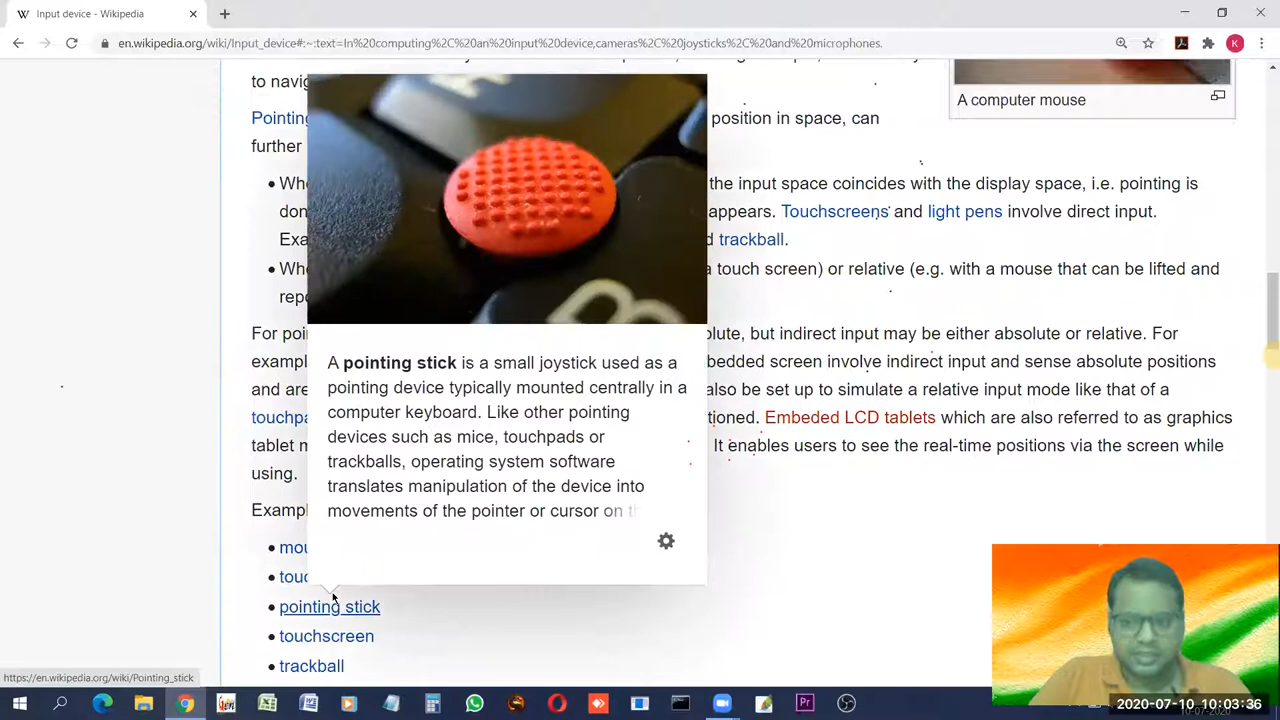 Input device - Wikipedia
en.wikipedia.org/wiki/Input_device#:~:text=In%20computing%2C%20an%20input%20device,cameras%2C%20joysticks%2C%20and%20microphones.
K
to navig
A computer mouse
Pointing
position in space, can
further
• Whe
the input space coincides with the display space, i.e. pointing is
don
appears. Touchscreens and light pens involve direct input.
Exa
d trackball.
• Whe
a touch screen) or relative (e.g. with a mouse that can be lifted and
repo
B
For poi
olute, but indirect input may be either absolute or relative. For
example
bedded screen involve indirect input and sense absolute positions
and are
also be set up to simulate a relative input mode like that of a
touchpa
tioned. Embeded LCD tablets which are also referred to as graphics
tablet m
It enables users to see the real-time positions via the screen while
using.
A pointing stick is a small joystick used as a
pointing device typically mounted centrally in a
computer keyboard. Like other pointing
devices such as mice, touchpads or
trackballs, operating system software
translates manipulation of the device into
movements of the pointer or cursor on th
Examp
• mou
• touc
• pointing stick
• touchscreen
• trackball
https://en.wikipedia.org/wiki/Pointing_stick
Pr
2020-07-10 10:03:36
10-07-2020